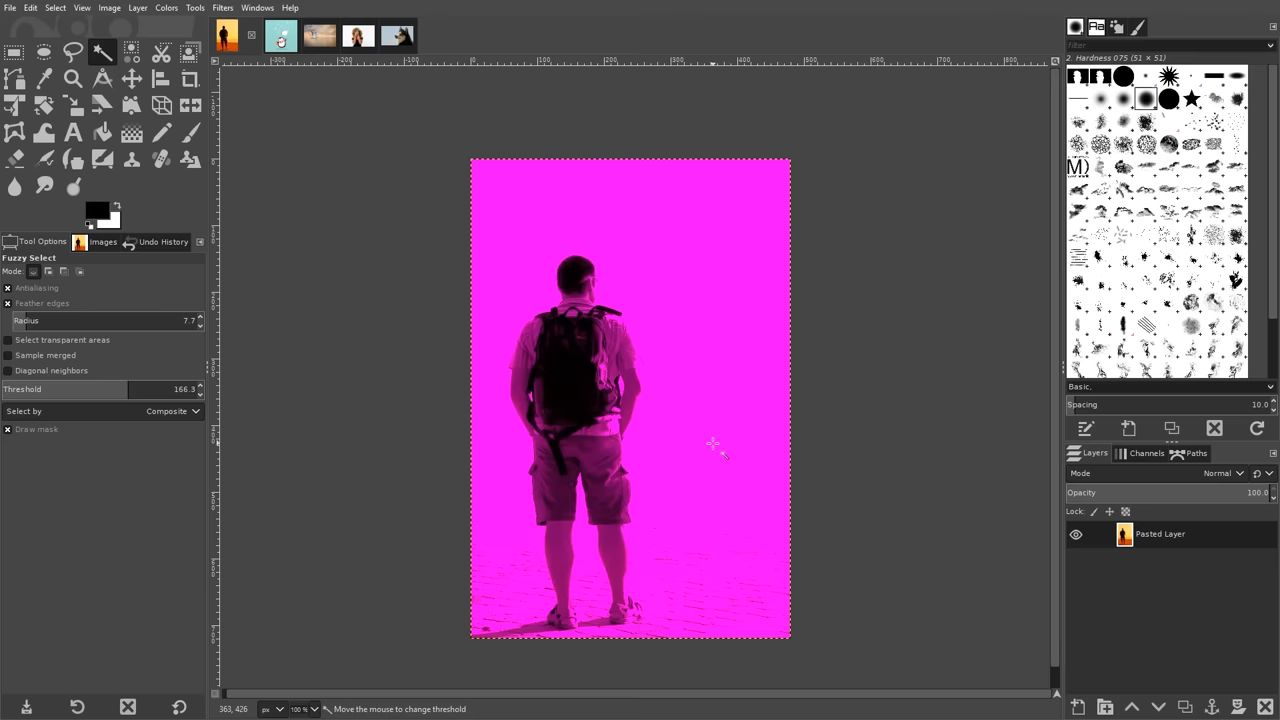 File Edit Select View Image Layer Colors Tools Filters Windows Help
filter
2. Hardness 075 (51 × 51)
Tool Options Images Undo History
Fuzzy Select
Mode:
Antialiasing
Feather edges
Radius 7.7
Select transparent areas
Sample merged
Diagonal neighbors
Threshold 166.3
Select by Composite
Draw mask
Basic.
Spacing 10.0
Layers Channels Paths
Mode Normal
Opacity 100.0
Lock:
Pasted Layer
363, 426 px 100 % Move the mouse to change threshold